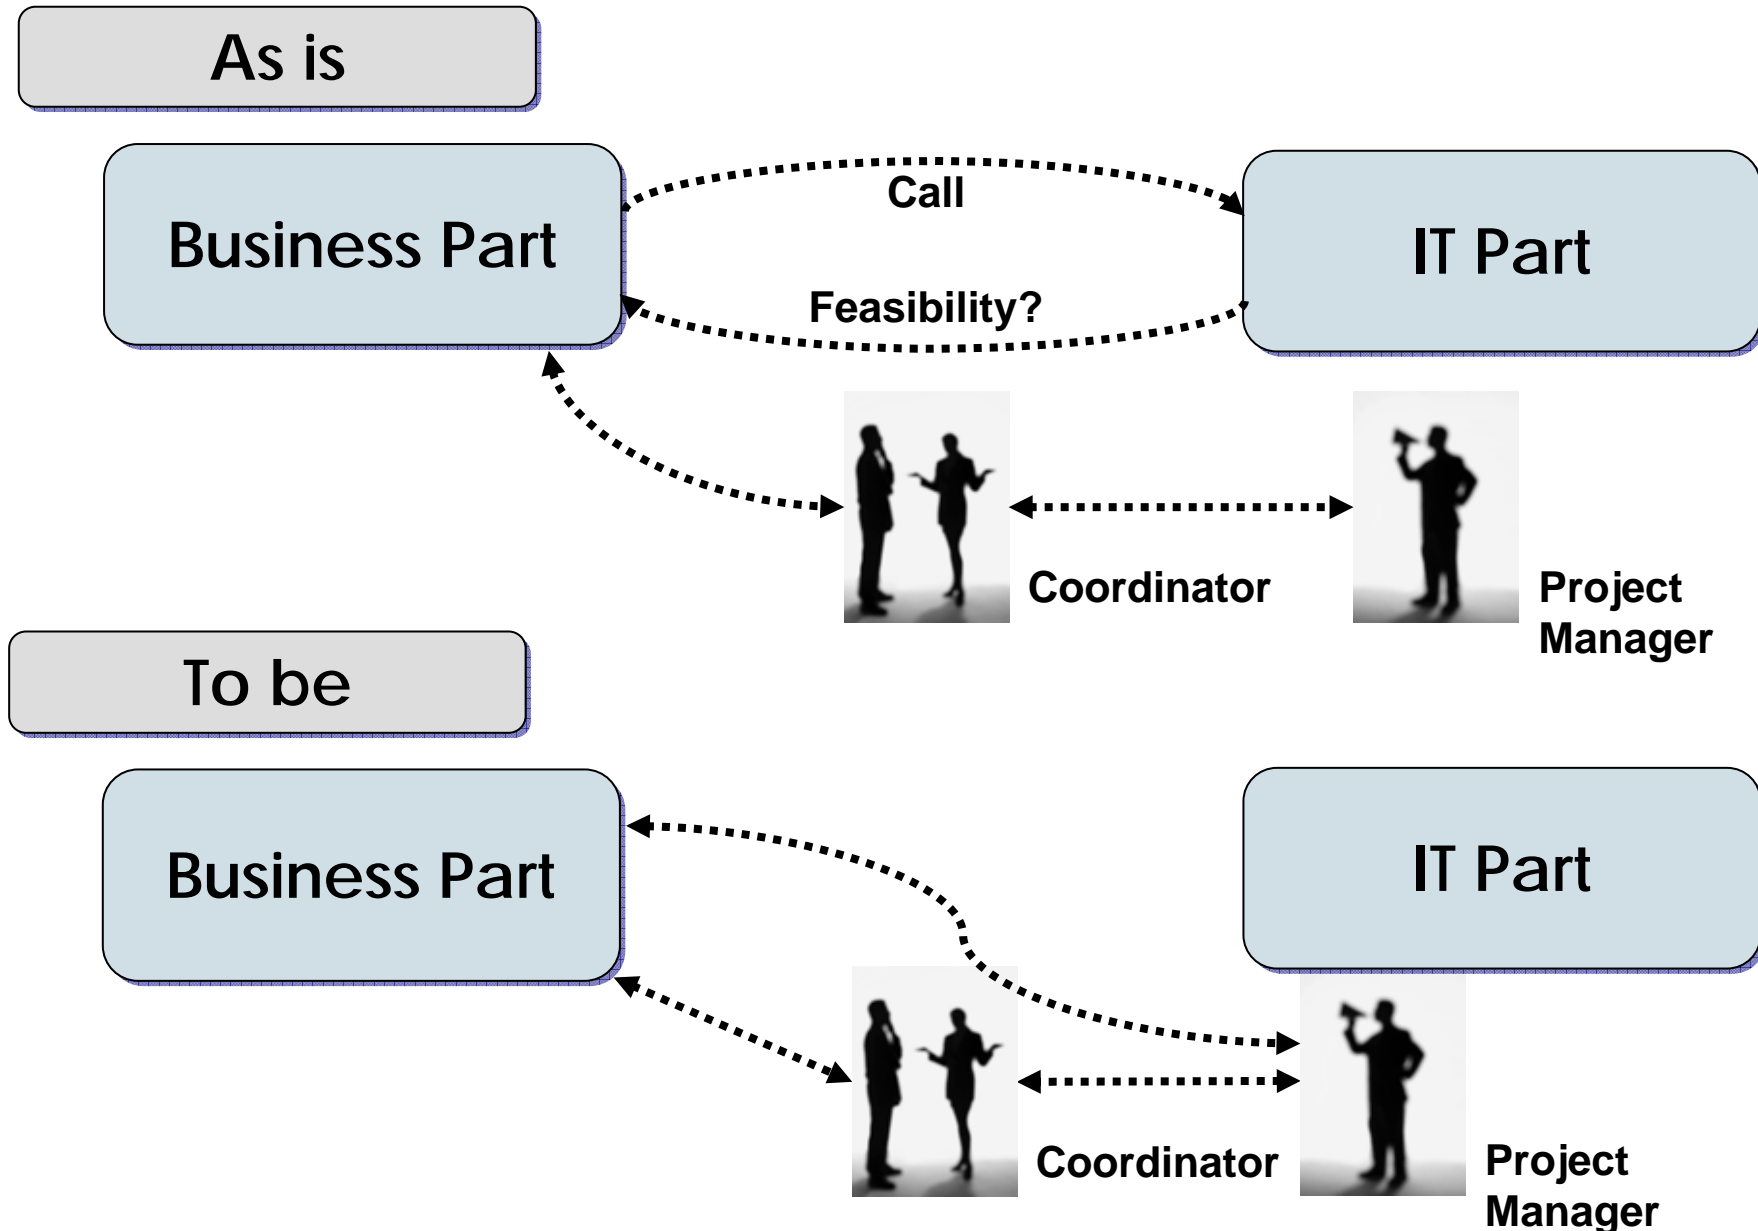 As is
Business Part
Call
IT Part
Feasibility?
Coordinator
Project
Manager
To be
Business Part
IT Part
Coordinator
Project
Manager